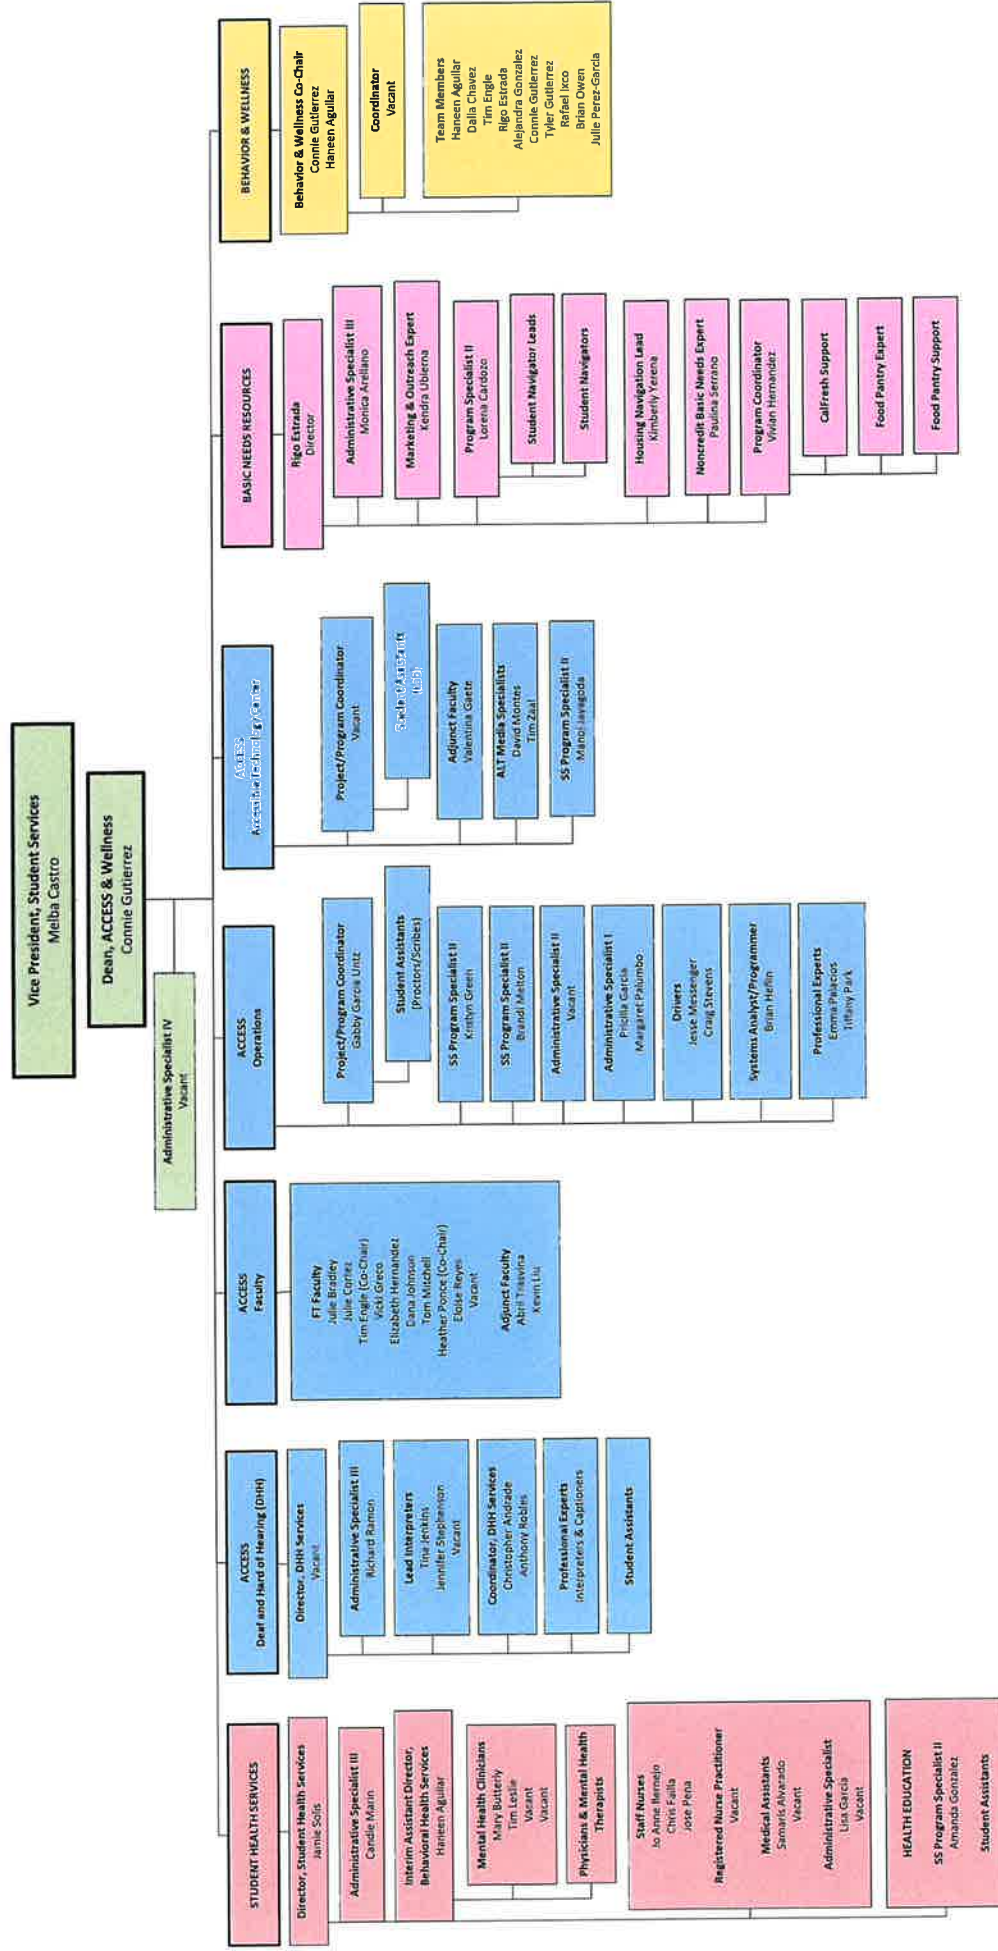 Vice President, Student Services
Melba Castro
Dean, ACCESS & Wellness
Connie Gutierrez
Administrative Specialist IV
Vacant
STUDENT HEALTH SERVICES
Director, Student Health Services
Jamie Solis
Administrative Specialist III
Candie Marin
Interim Assistant Director,
Behavioral Health Services
Haneen Aguilar
Mental Health Clinicians
Mary Butterly
Tim Leslie
Vacant
Vacant
Physicians & Mental Health
Therapists
Staff Nurses
Jo Anne Bermejo
Chris Failla
Jose Pena
Registered Nurse Practitioner
Vacant
Medical Assistants
Samaris Alvarado
Vacant
Administrative Specialist
Lisa Garcia
Vacant
HEALTH EDUCATION
SS Program Specialist II
Amanda Gonzalez
Student Assistants
ACCESS
Deaf and Hard of Hearing (DHH)
Director, DHH Services
Vacant
Administrative Specialist III
Richard Ramon
Lead Interpreters
Tina Jenkins
Jennifer Stephenson
Vacant
Coordinator, DHH Services
Christopher Andrade
Anthony Robles
Professional Experts
Interpreters & Captioners
Student Assistants
ACCESS
Faculty
FT Faculty
Julie Bradley
Julie Cortez
Tim Engle (Co-Chair)
Vicki Greco
Elizabeth Hernandez
Dana Johnson
Tom Mitchell
Heather Ponce (Co-Chair)
Eloise Reyes
Vacant
Adjunct Faculty
Abril Trasvina
Kevin Liu
ACCESS
Operations
Project/Program Coordinator
Gabby Garcia Untz
Student Assistants
(Proctors/Scribes)
SS Program Specialist II
Kristyn Green
SS Program Specialist II
Brandi Melton
Administrative Specialist II
Vacant
Administrative Specialist I
Pricilla Garcia
Margaret Palumbo
Drivers
Jesse Messenger
Craig Stevens
Systems Analyst/Programmer
Brian Heflin
Professional Experts
Emma Palacios
Tiffany Park
ACCESS
Accessible Technology Center
Project/Program Coordinator
Vacant
Student Assistants
Adjunct Faculty
Valentina Gaete
ALT Media Specialists
David Montes
Tim Zaal
SS Program Specialist II
Manoj Jayagoda
BASIC NEEDS RESOURCES
Rigo Estrada
Director
Administrative Specialist III
Monica Arellano
Marketing & Outreach Expert
Kendra Ubierna
Program Specialist II
Lorena Cardozo
Student Navigator Leads
Student Navigators
Housing Navigation Lead
Kimberly Yerena
Noncredit Basic Needs Expert
Paulina Serrano
Program Coordinator
Vivian Hernandez
CalFresh Support
Food Pantry Expert
Food Pantry Support
BEHAVIOR & WELLNESS
Behavior & Wellness Co-Chair
Connie Gutierrez
Haneen Aguilar
Coordinator
Vacant
Team Members
Haneen Aguilar
Dalia Chavez
Tim Engle
Rigo Estrada
Alejandra Gonzalez
Connie Gutierrez
Tyler Gutierrez
Rafael Ixco
Brian Owen
Julie Perez-Garcia